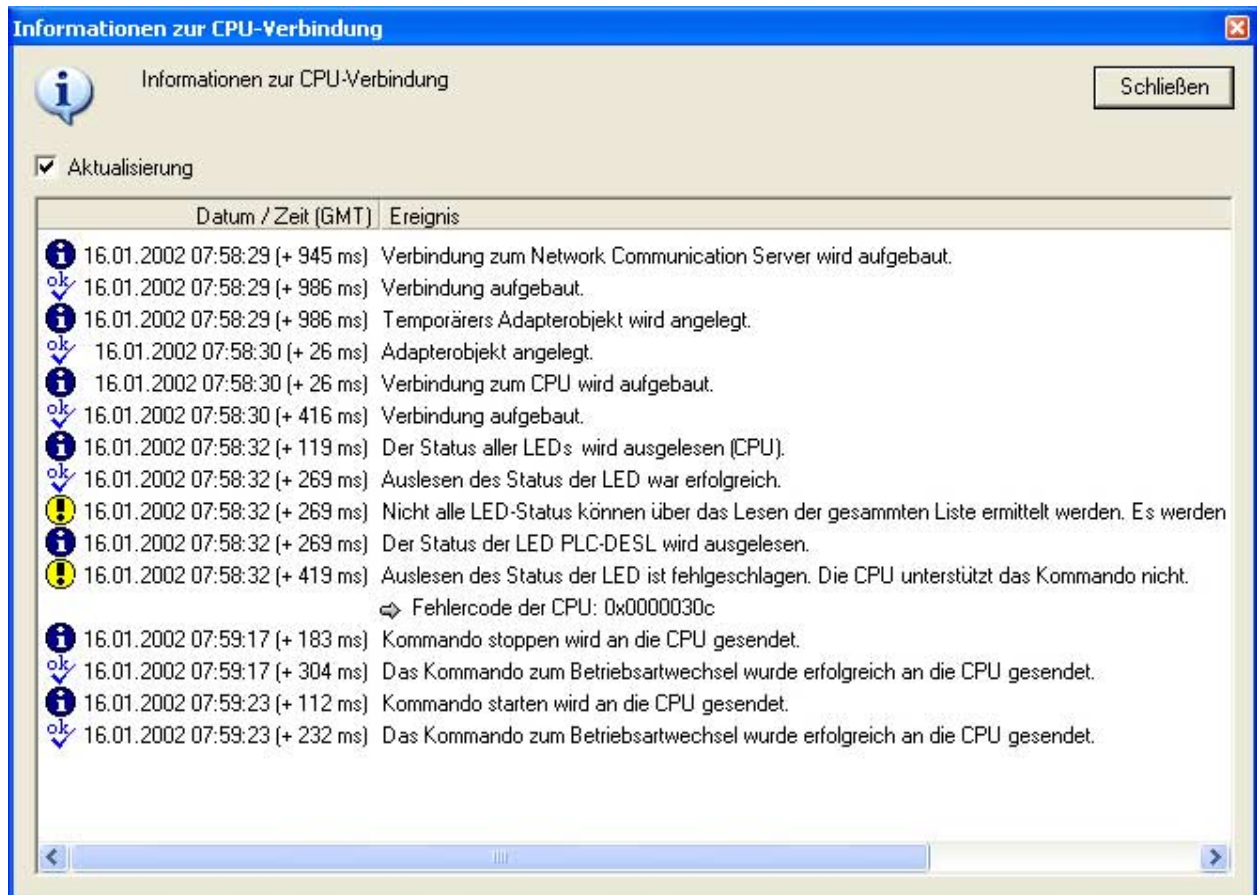 Informationen zur CPU-Verbindung
Informationen zur CPU-Verbindung
Schließen
Aktualisierung
Datum / Zeit (GMT) Ereignis
16.01.2002 07:58:29 (+ 945 ms) Verbindung zum Network Communication Server wird aufgebaut.
ok 16.01.2002 07:58:29 (+ 986 ms) Verbindung aufgebaut.
16.01.2002 07:58:29 (+ 986 ms) Temporärers Adapterobjekt wird angelegt.
ok 16.01.2002 07:58:30 (+ 26 ms) Adapterobjekt angelegt.
16.01.2002 07:58:30 (+ 26 ms) Verbindung zum CPU wird aufgebaut.
ok 16.01.2002 07:58:30 (+ 416 ms) Verbindung aufgebaut.
16.01.2002 07:58:32 (+ 119 ms) Der Status aller LEDs wird ausgelesen (CPU).
ok 16.01.2002 07:58:32 (+ 269 ms) Auslesen des Status der LED war erfolgreich.
16.01.2002 07:58:32 (+ 269 ms) Nicht alle LED-Status können über das Lesen der gesammten Liste ermittelt werden. Es werden
16.01.2002 07:58:32 (+ 269 ms) Der Status der LED PLC-DESL wird ausgelesen.
16.01.2002 07:58:32 (+ 419 ms) Auslesen des Status der LED ist fehlgeschlagen. Die CPU unterstützt das Kommando nicht.
Fehlercode der CPU: 0x0000030c
16.01.2002 07:59:17 (+ 183 ms) Kommando stoppen wird an die CPU gesendet.
ok 16.01.2002 07:59:17 (+ 304 ms) Das Kommando zum Betriebsartwechsel wurde erfolgreich an die CPU gesendet.
16.01.2002 07:59:23 (+ 112 ms) Kommando starten wird an die CPU gesendet.
ok 16.01.2002 07:59:23 (+ 232 ms) Das Kommando zum Betriebsartwechsel wurde erfolgreich an die CPU gesendet.